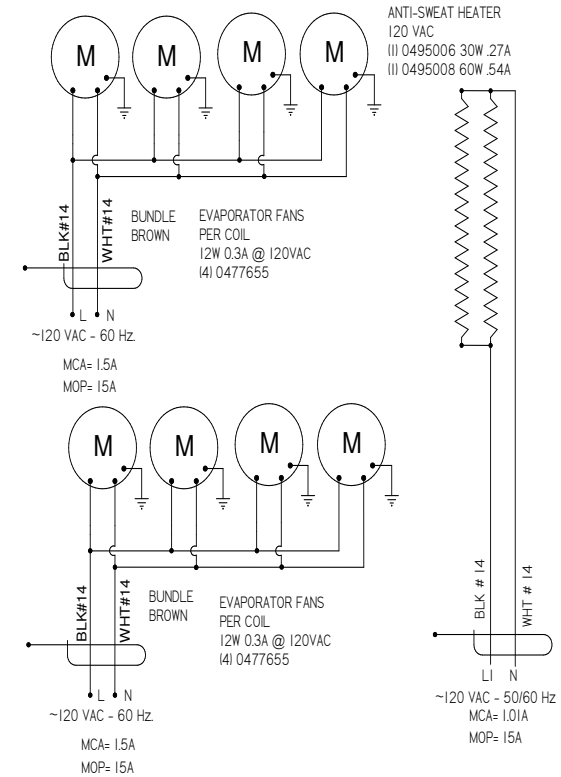 ANTI-SWEAT HEATER
120 VAC
(1) 0495006 30W .27A
(1) 0495008 60W .54A
M
M
M
M
BLK#14
WHT#14
BUNDLE
BROWN
EVAPORATOR FANS
PER COIL
12W 0.3A @ 120VAC
(4) 0477655
L N
~120 VAC - 60 Hz.
MCA= 1.5A
MOP= 15A
M
M
M
M
BLK#14
WHT#14
BUNDLE
BROWN
EVAPORATOR FANS
PER COIL
12W 0.3A @ 120VAC
(4) 0477655
L N
~120 VAC - 60 Hz.
MCA= 1.5A
MOP= 15A
BLK # 14
WHT # 14
L1 N
~120 VAC - 50/60 Hz
MCA= 1.01A
MOP= 15A